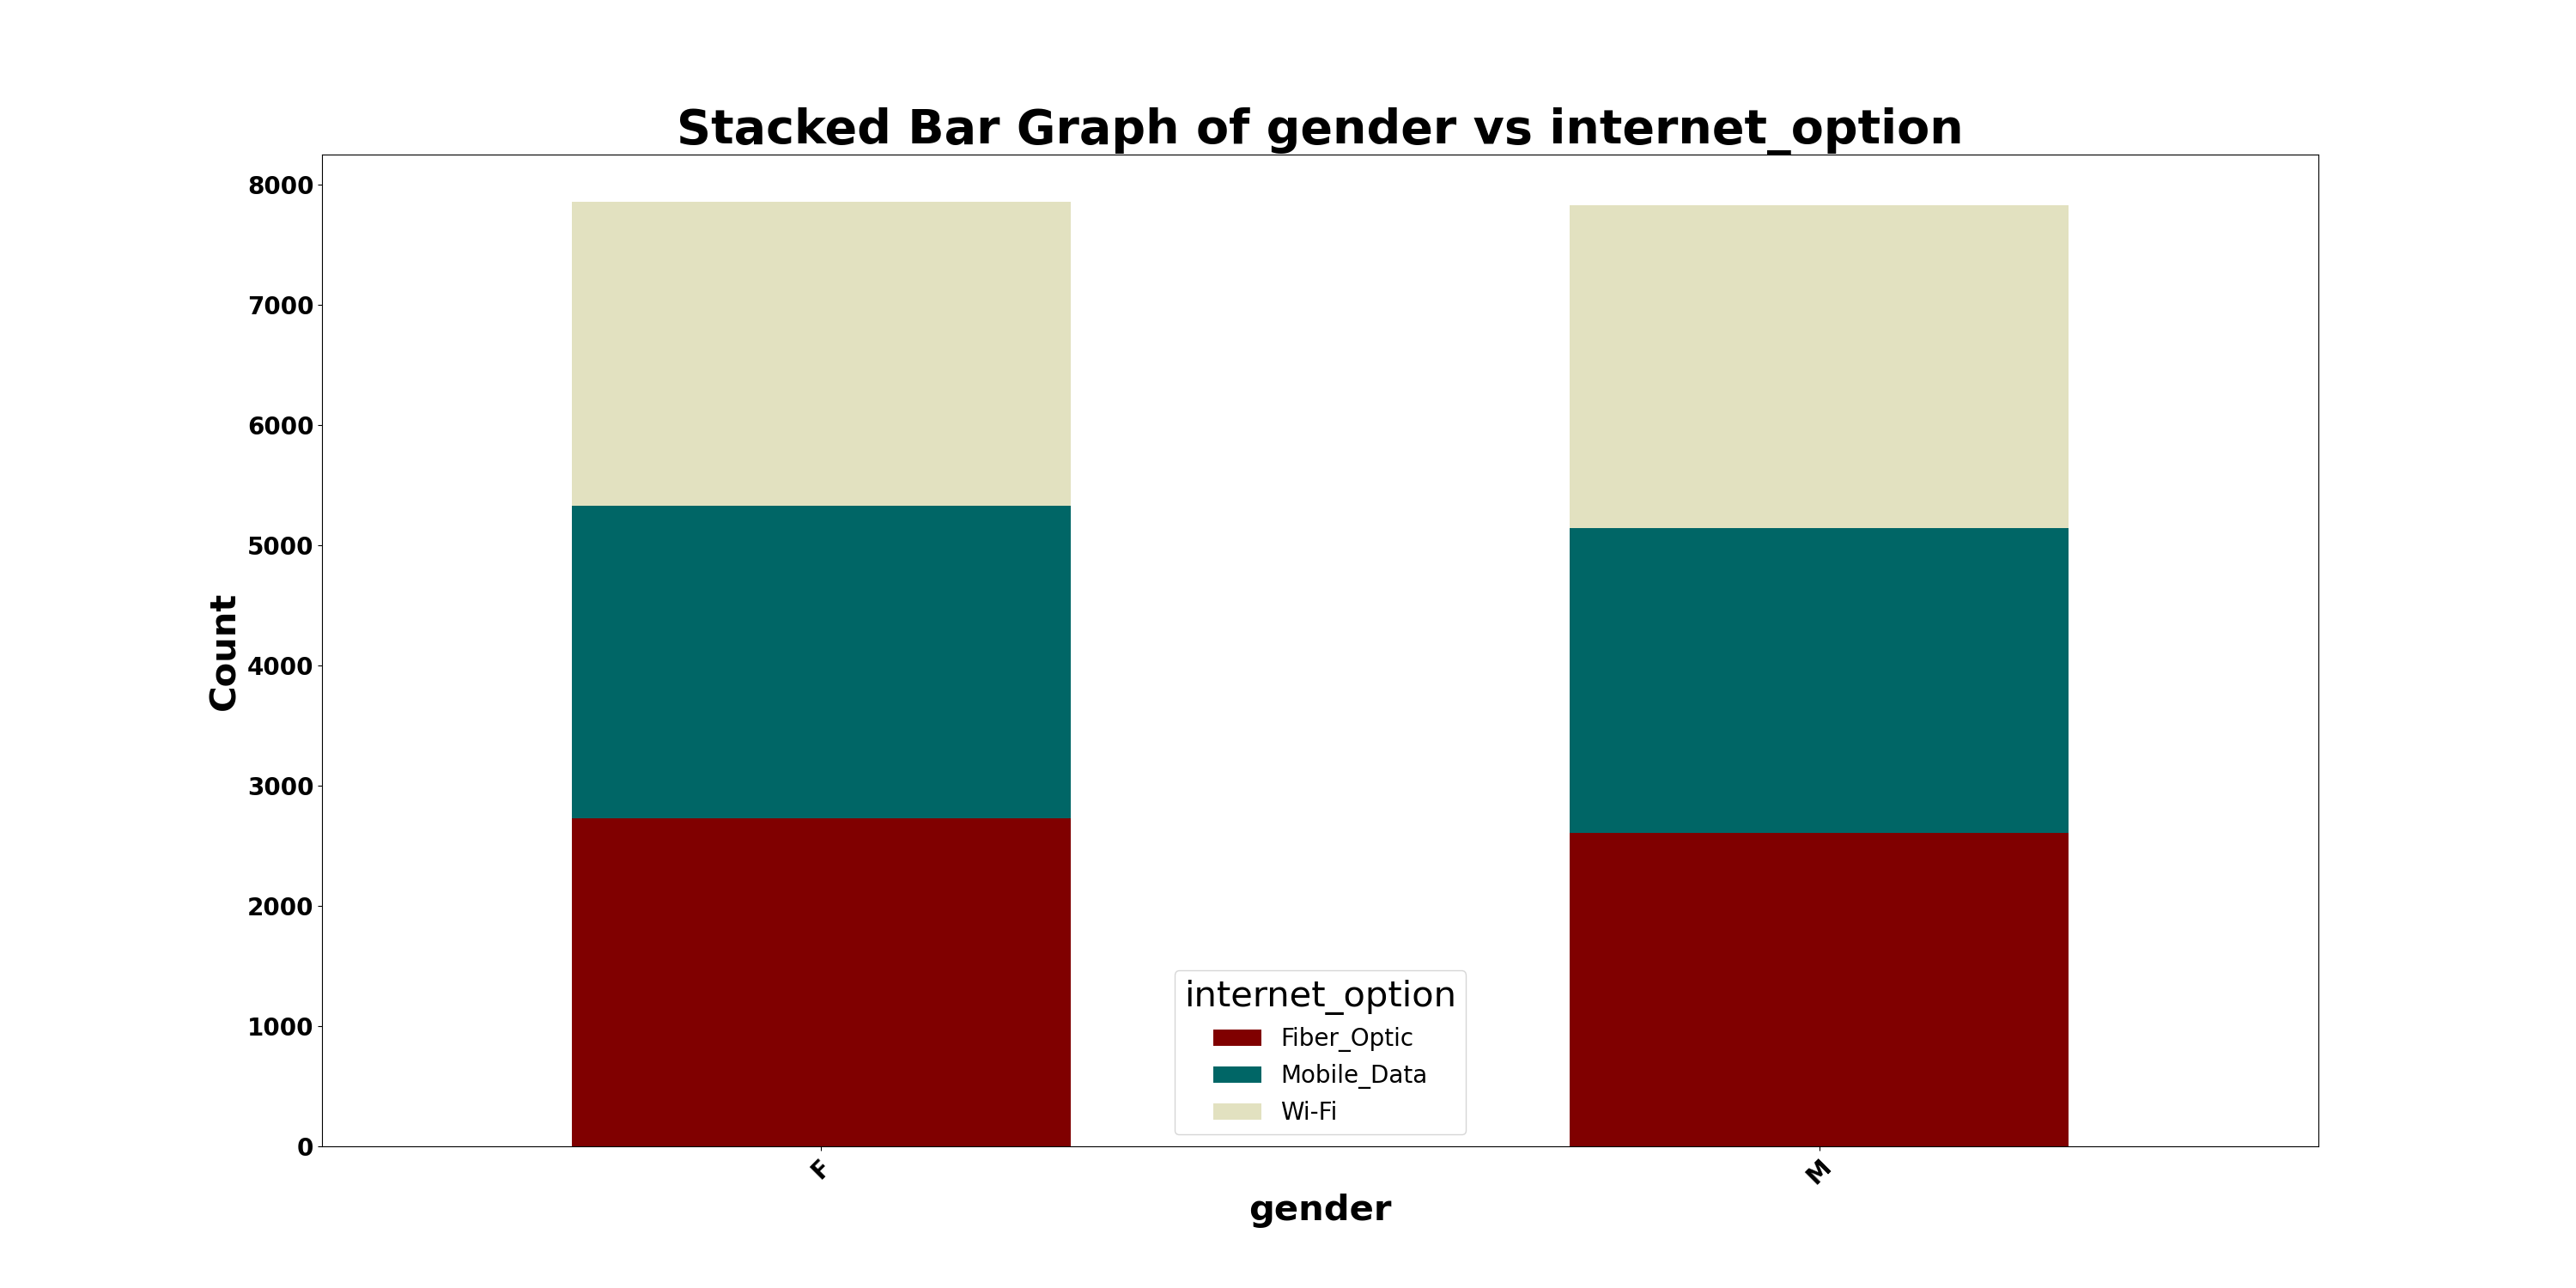 Stacked Bar Graph of gender vs internet_option
8000
7000
6000
5000
4000
3000
2000
1000
0
Count
internet_option
Fiber_Optic
Mobile_Data
Wi-Fi
F
M
gender